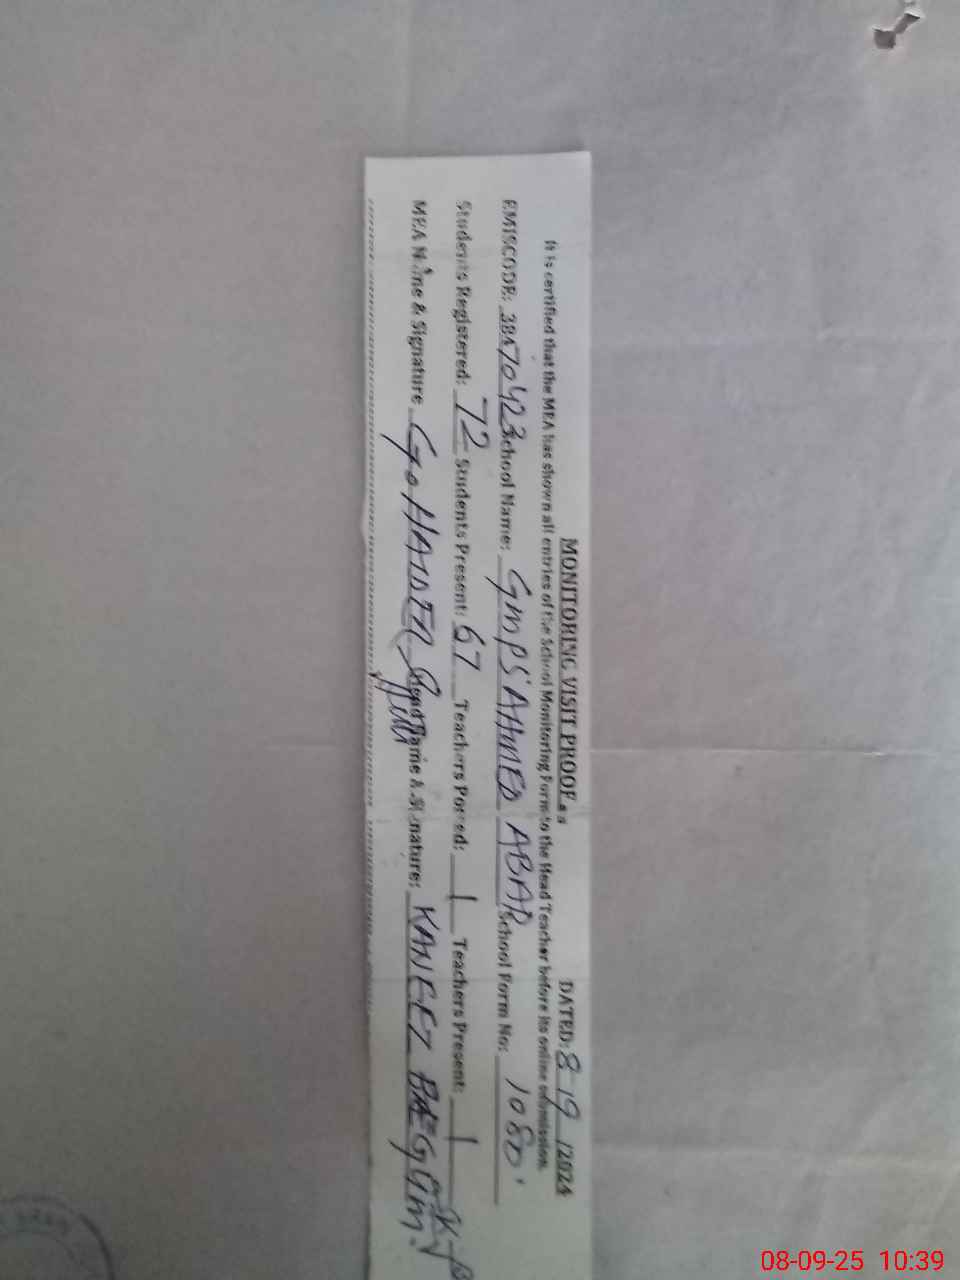 MONITORING VISIT PROOF DATED: 8 / 9 /2024
It is certified that the MEA has shown all entries of the School Monitoring Form to the Head Teacher before its online submission.
EMISCODE: 38470423 School Name: GMPS AHMED ABAD School Form No: 1080
Students Registered: 72 Students Present: 67 Teachers Posted: 1 Teachers Present: 1
MEA Name & Signature G. HAIDER Head Name & Signature: KANEEZ BAEGUM
08-09-25 10:39